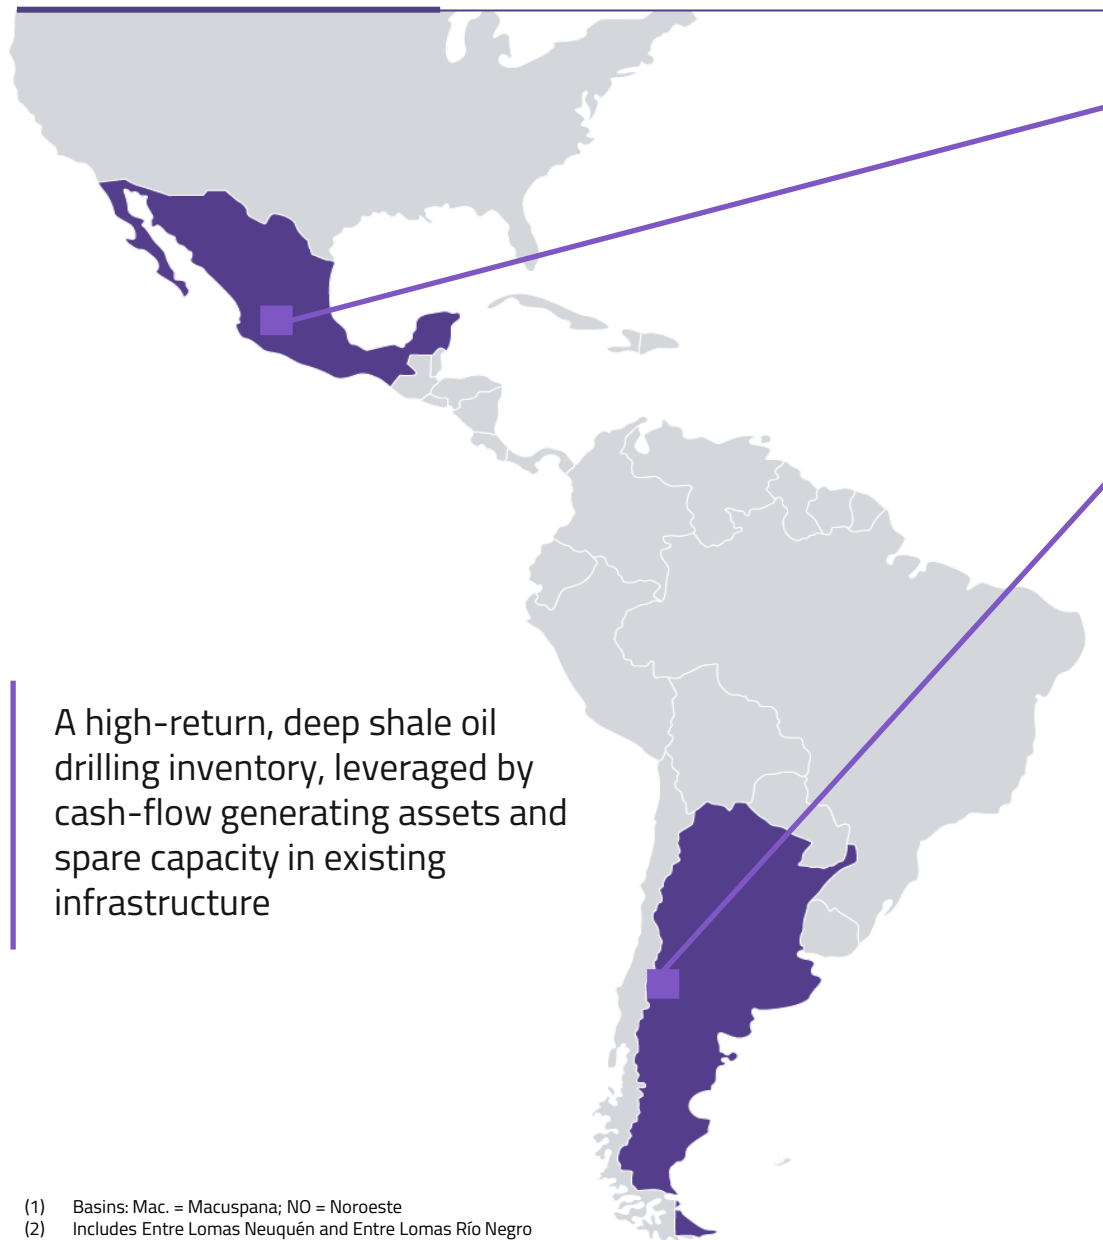 A high-return, deep shale oil
drilling inventory, leveraged by
cash-flow generating assets and
spare capacity in existing
infrastructure
(1) Basins: Mac. = Macuspana; NO = Noroeste
(2) Includes Entre Lomas Neuquén and Entre Lomas Río Negro